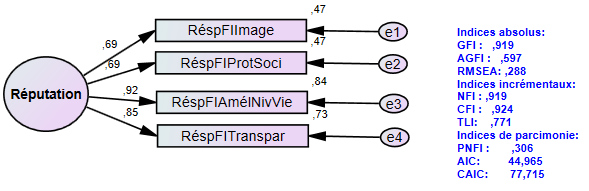 ,47
,69
RéspFIImage
e1
,47
,69
RéspFIProtSoci
e2
Réputation
,84
,92
RéspFIAmélNivVie
e3
,85
,73
RéspFITranspar
e4
Indices absolus:
GFI : ,919
AGFI : ,597
RMSEA: ,288
Indices incrémentaux:
NFI : ,919
CFI : ,924
TLI: ,771
Indices de parcimonie:
PNFI : ,306
AIC: 44,965
CAIC: 77,715